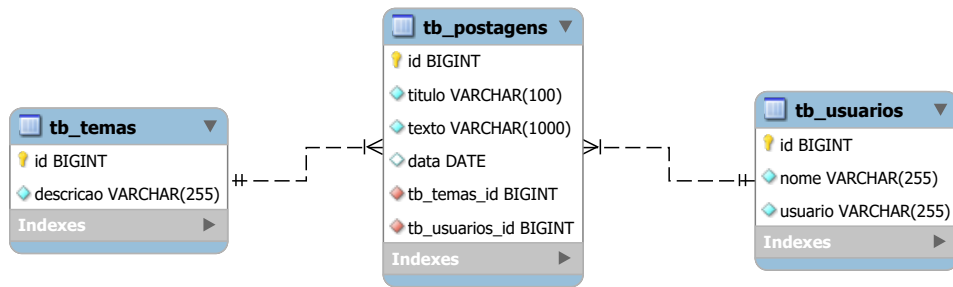 tb_temas
id BIGINT
descricao VARCHAR(255)
Indexes
tb_postagens
id BIGINT
titulo VARCHAR(100)
texto VARCHAR(1000)
data DATE
tb_temas_id BIGINT
tb_usuarios_id BIGINT
Indexes
tb_usuarios
id BIGINT
nome VARCHAR(255)
usuario VARCHAR(255)
Indexes